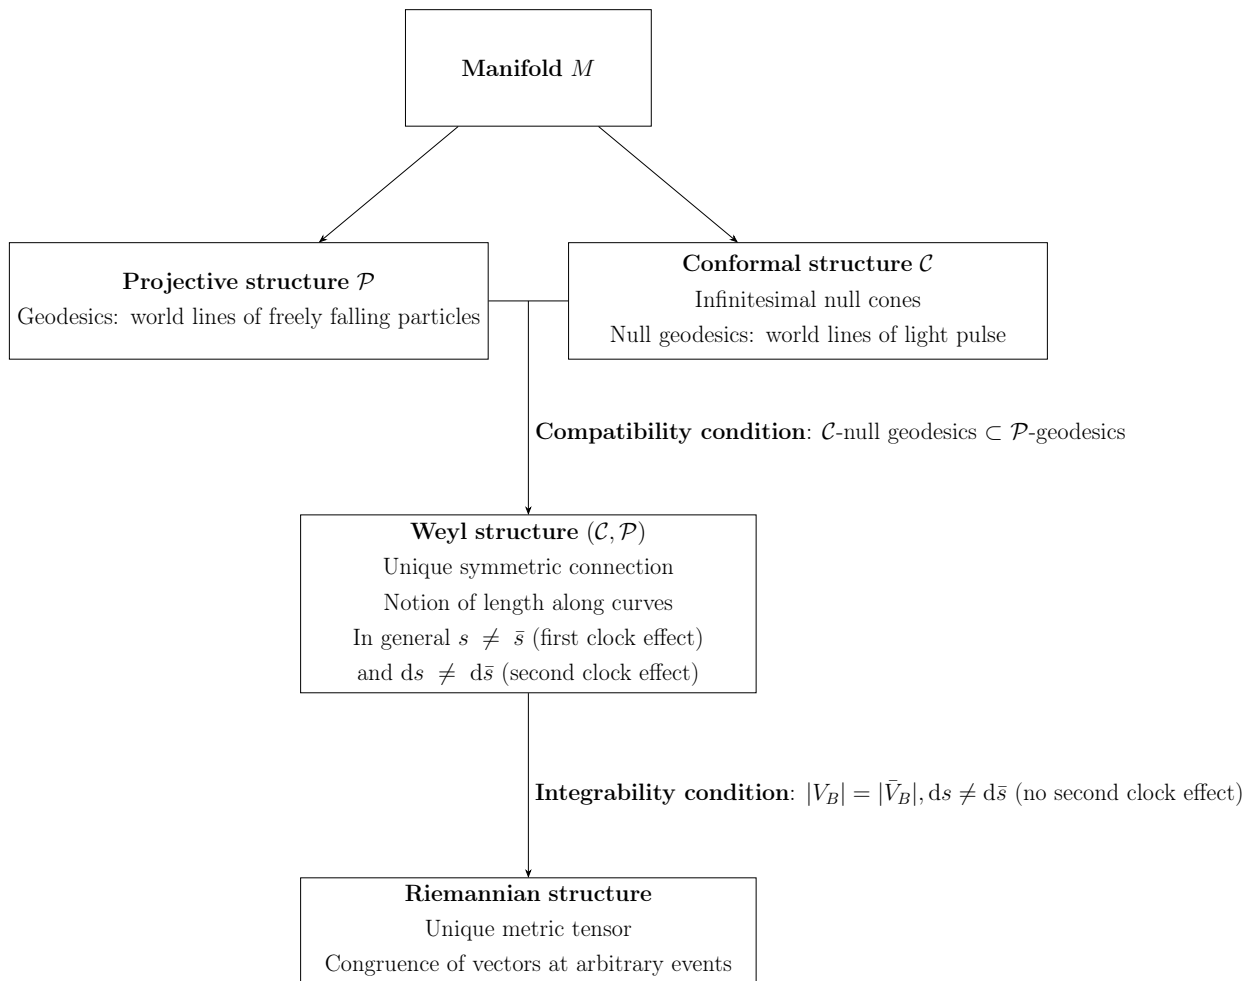 Manifold M
Projective structure 𝒫
Geodesics: world lines of freely falling particles
Conformal structure 𝒞
Infinitesimal null cones
Null geodesics: world lines of light pulse
Compatibility condition: 𝒞-null geodesics ⊂ 𝒫-geodesics
Weyl structure (𝒞, 𝒫)
Unique symmetric connection
Notion of length along curves
In general s ≠ s̄ (first clock effect)
and ds ≠ ds̄ (second clock effect)
Integrability condition: |V_B| = |V̄_B|, ds ≠ ds̄ (no second clock effect)
Riemannian structure
Unique metric tensor
Congruence of vectors at arbitrary events